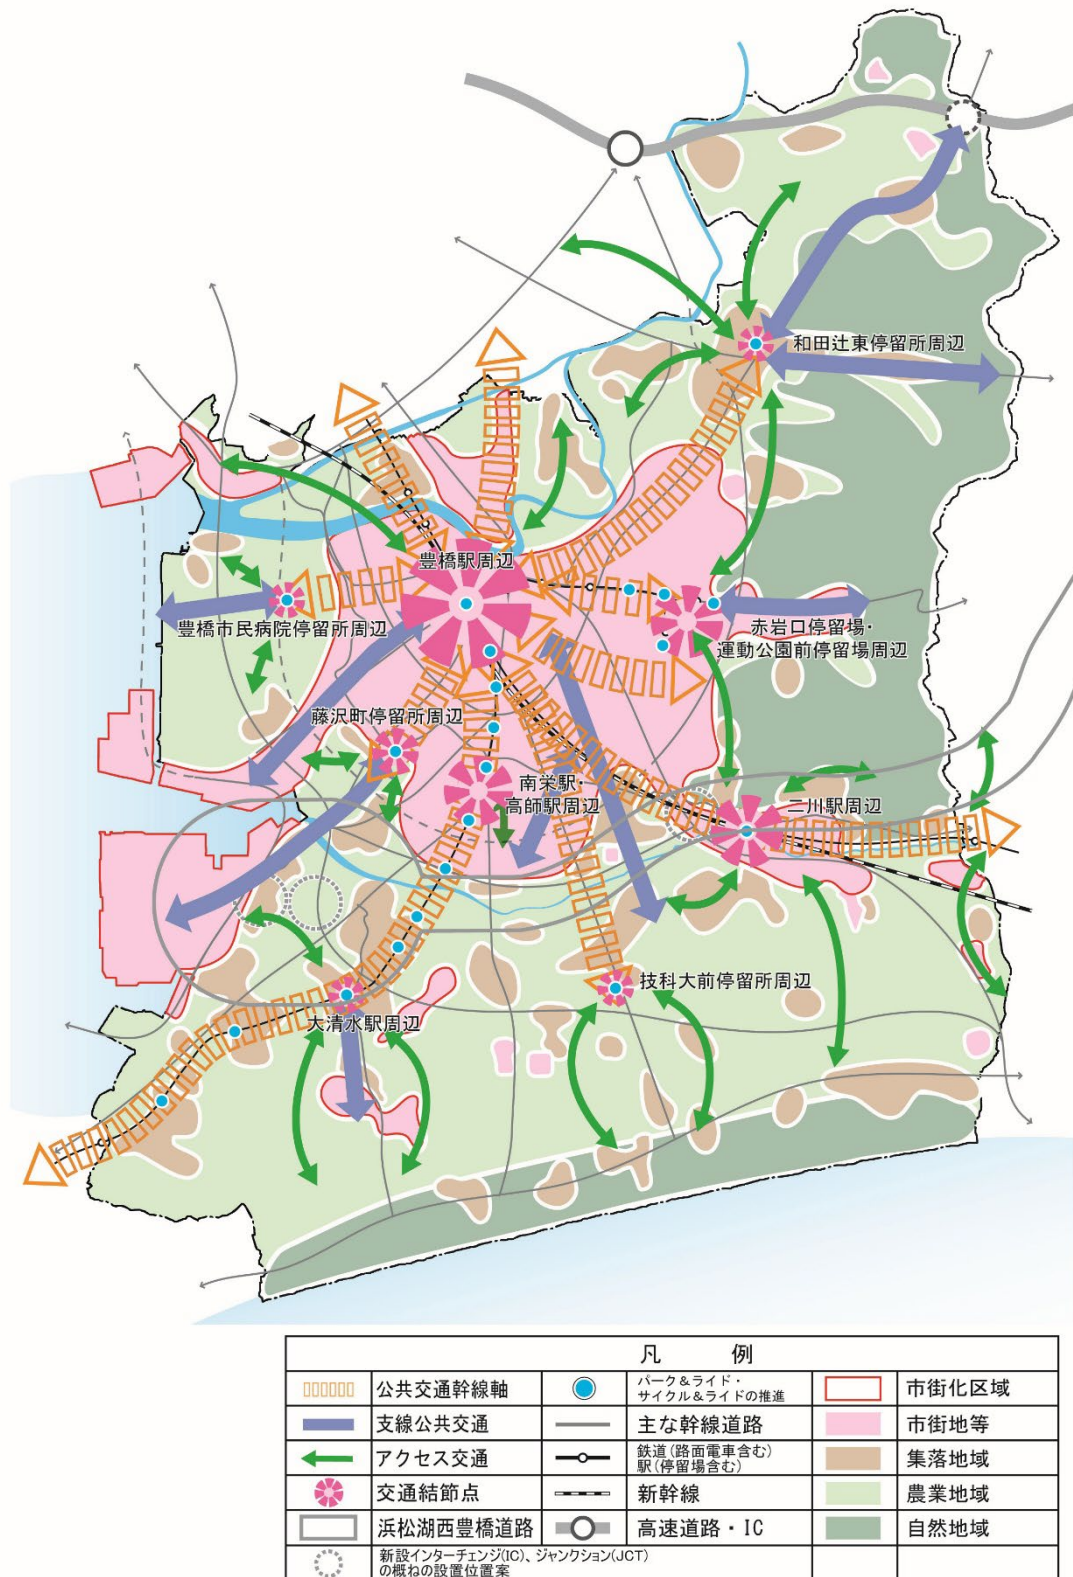 和田辻東停留所周辺
豊橋駅周辺
豊橋市民病院停留所周辺
赤岩口停留場・
運動公園前停留場周辺
藤沢町停留所周辺
南栄駅・
高師駅周辺
二川駅周辺
技科大前停留所周辺
大清水駅周辺
凡 例
公共交通幹線軸
パーク&ライド・
サイクル&ライドの推進
市街化区域
支線公共交通
主な幹線道路
市街地等
アクセス交通
鉄道(路面電車含む)
駅(停留場含む)
集落地域
交通結節点
新幹線
農業地域
浜松湖西豊橋道路
高速道路・IC
自然地域
新設インターチェンジ(IC)、ジャンクション(JCT)
の概ねの設置位置案